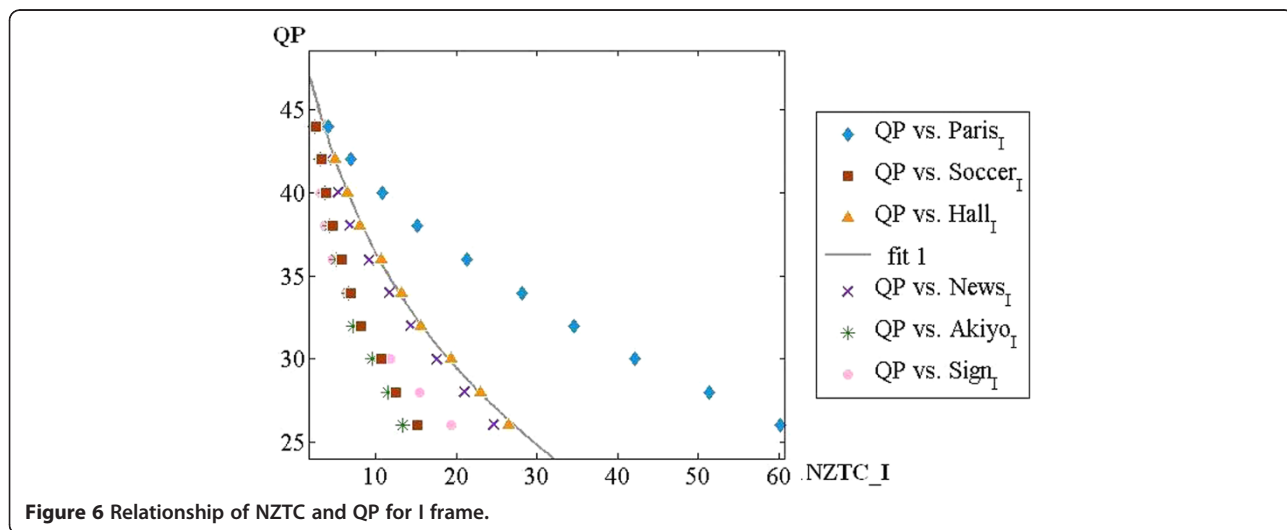 QP
45
40
35
30
25
10 20 30 40 50 60
.NZTC_I
QP vs. Paris_I
QP vs. Soccer_I
QP vs. Hall_I
fit 1
QP vs. News_I
QP vs. Akiyo_I
QP vs. Sign_I
Figure 6 Relationship of NZTC and QP for I frame.